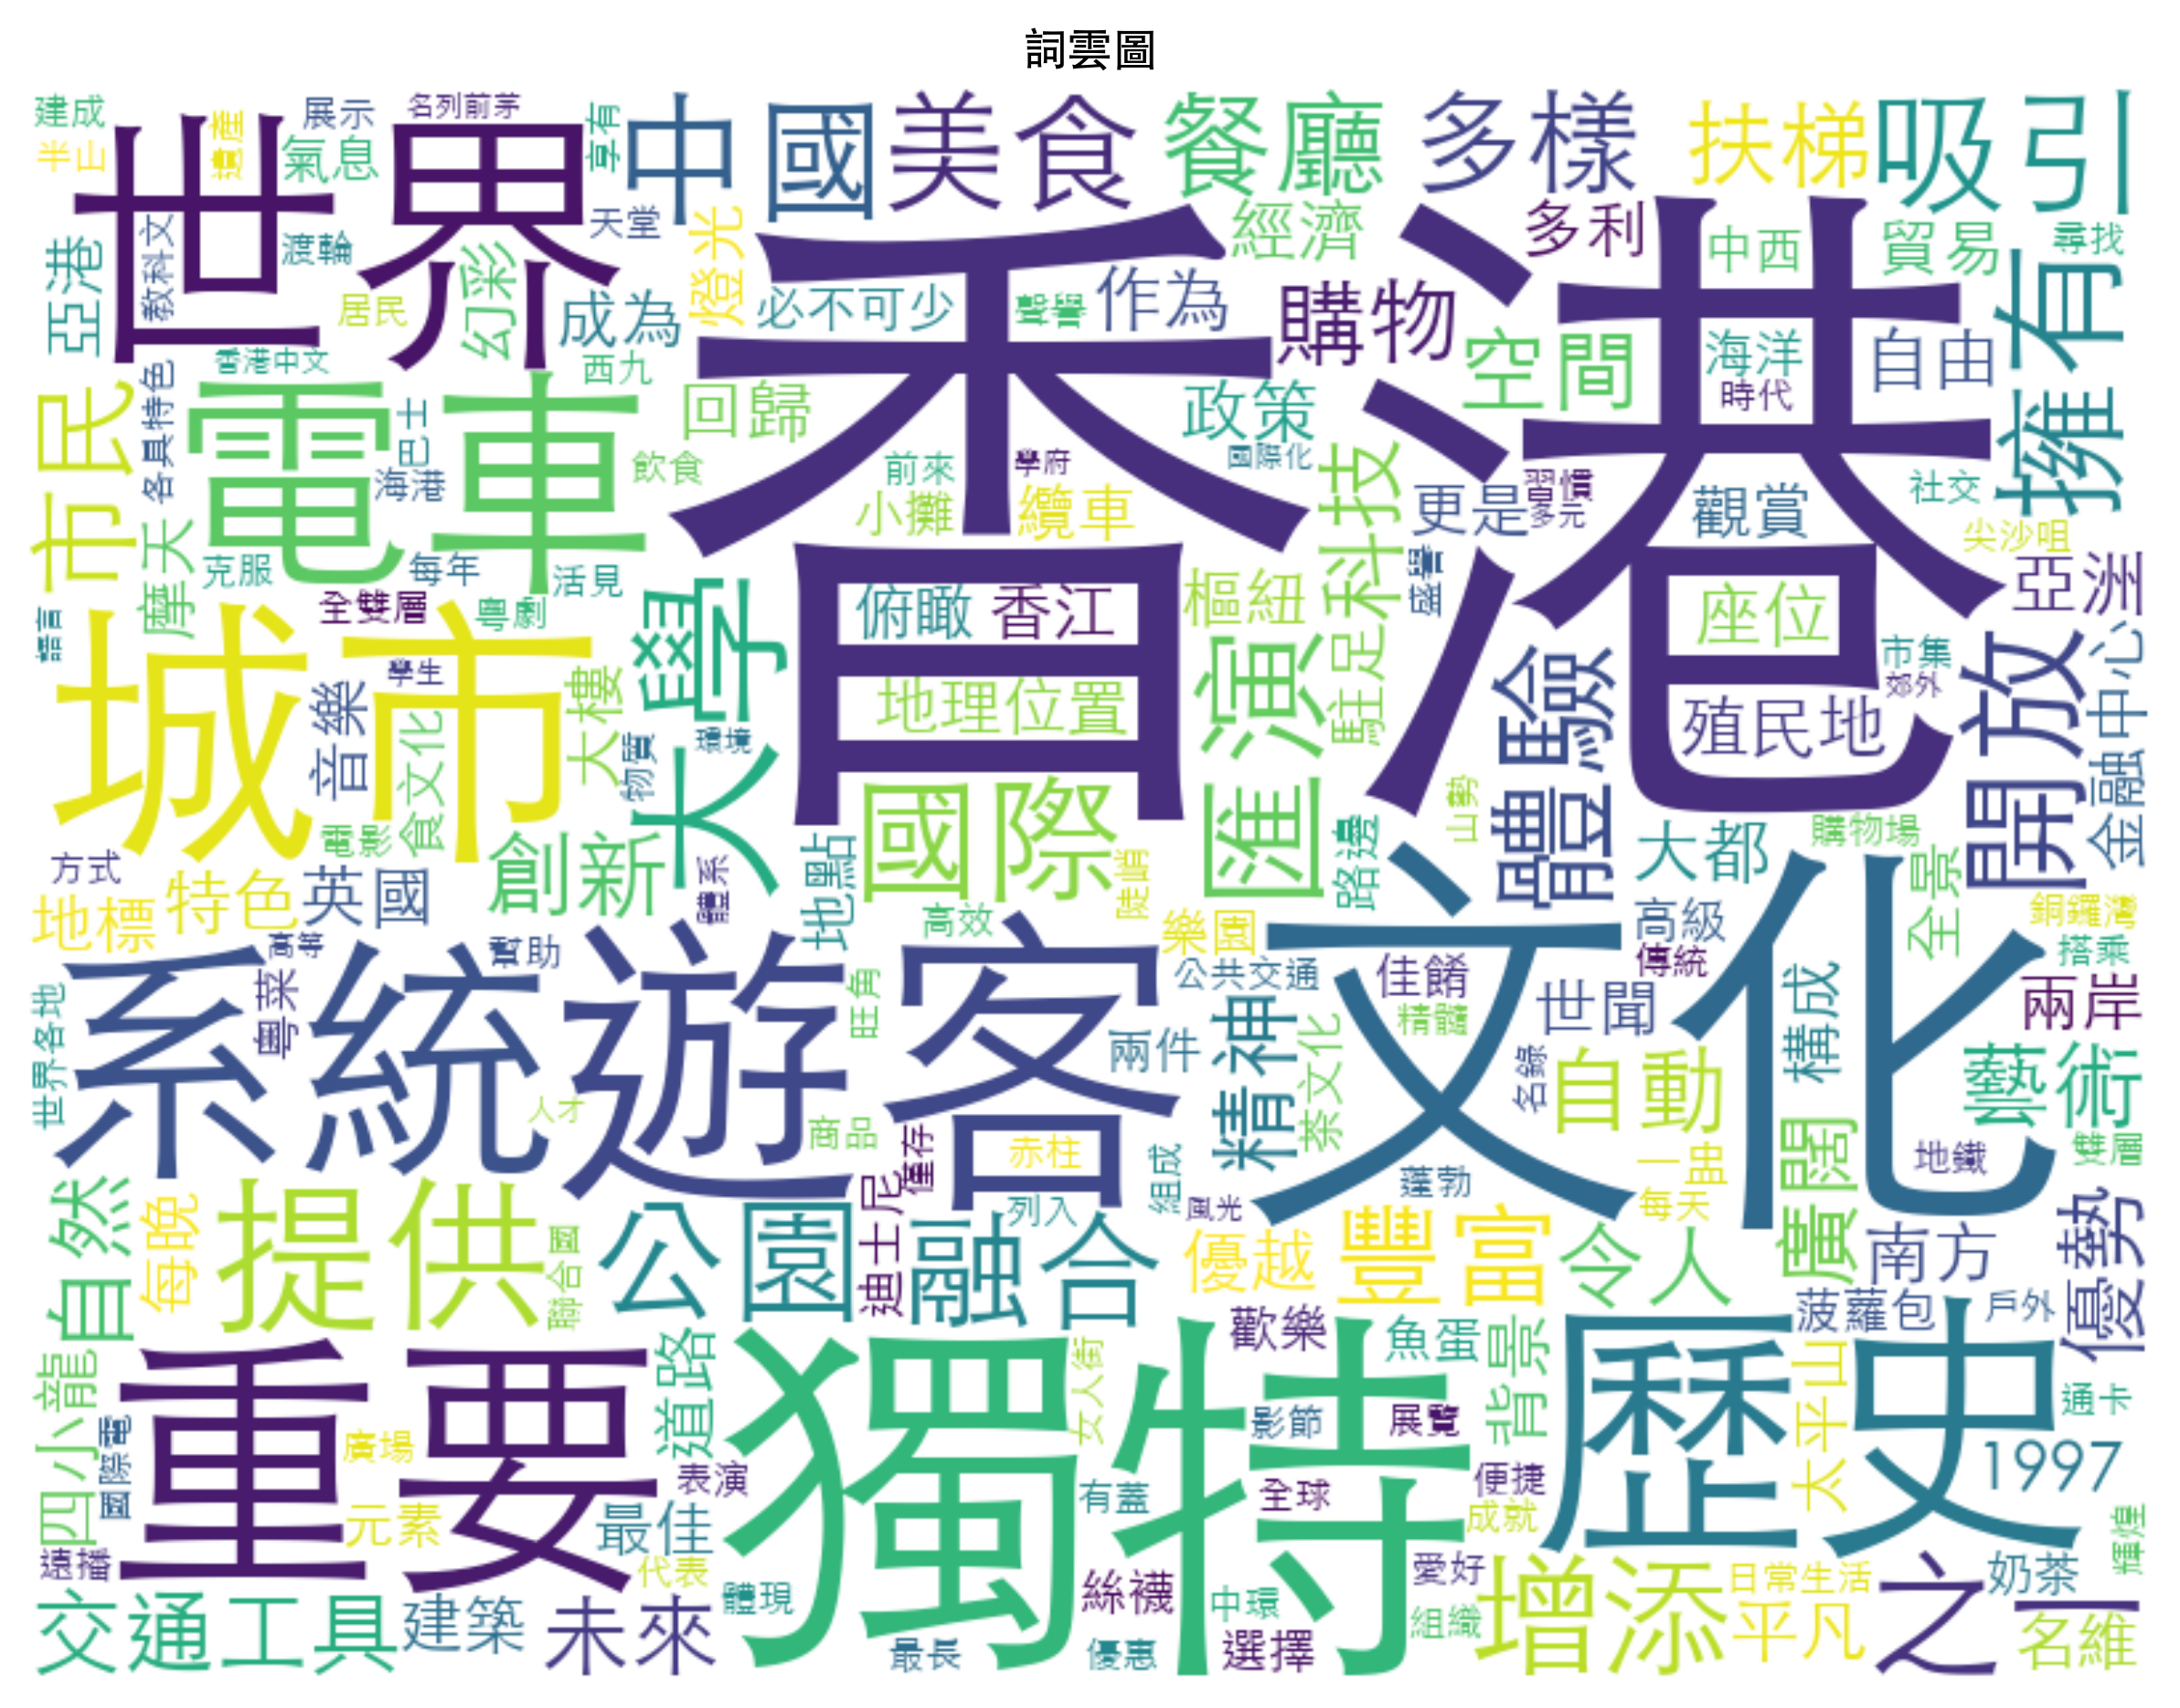 詞雲圖
建成
半山
遺產
展示
氣息
名列前茅
享有
世界
中國
美食
餐廳
多樣
扶梯
吸引
天堂
燈光
經濟
多利
中西
貿易
尋找
亞港
教科文
渡輪
居民
幻彩
成為
必不可少
聲譽
作為
購物
空間
海洋
時代
自由
擁有
香港
香港中文
西九
回歸
政策
市民
各具特色
電車
巴士
海港
飲食
前來
學府
國際化
小攤
纜車
科技
更是
習慣
多元
觀賞
社交
尖沙咀
摩天
克服
每年
活見
全雙層
粵劇
大學
俯瞰
香江
樞紐
盛譽
座位
亞洲
語言
城市
學生
音樂
食文化
大樓
物質
環境
地理位置
匯演
駐足
體驗
殖民地
市集
郊外
開放
金融中心
電影
創新
體系
地點
國際
陡峭
路邊
山勢
大都
購物場
全景
方式
地標
特色
英國
高效
樂園
文化
高級
傳統
銅鑼灣
搭乘
高等
幫助
系統
遊客
旺角
公共交通
佳餚
精髓
世聞
構成
兩岸
世界各地
粵菜
兩件
精神
茶文化
名錄
自動
藝術
人才
商品
赤柱
僅存
組成
蓬勃
一盅
每天
廣闊
地鐵
雙層
自然
每晚
提供
聯合國
公園
迪士尼
列入
融合
風光
優越
豐富
令人
南方
優勢
歡樂
魚蛋
背景
菠蘿包
戶外
四小龍
國際電
重要
廣場
元素
道路
獨特
女人街
影節
展覽
歷史
太平山
通卡
1997
表演
最佳
有蓋
全球
便捷
成就
輝煌
遠播
代表
體現
絲襪
中環
愛好
組織
增添
日常生活
平凡
之一
奶茶
名維
交通工具
建築
未來
最長
優惠
選擇